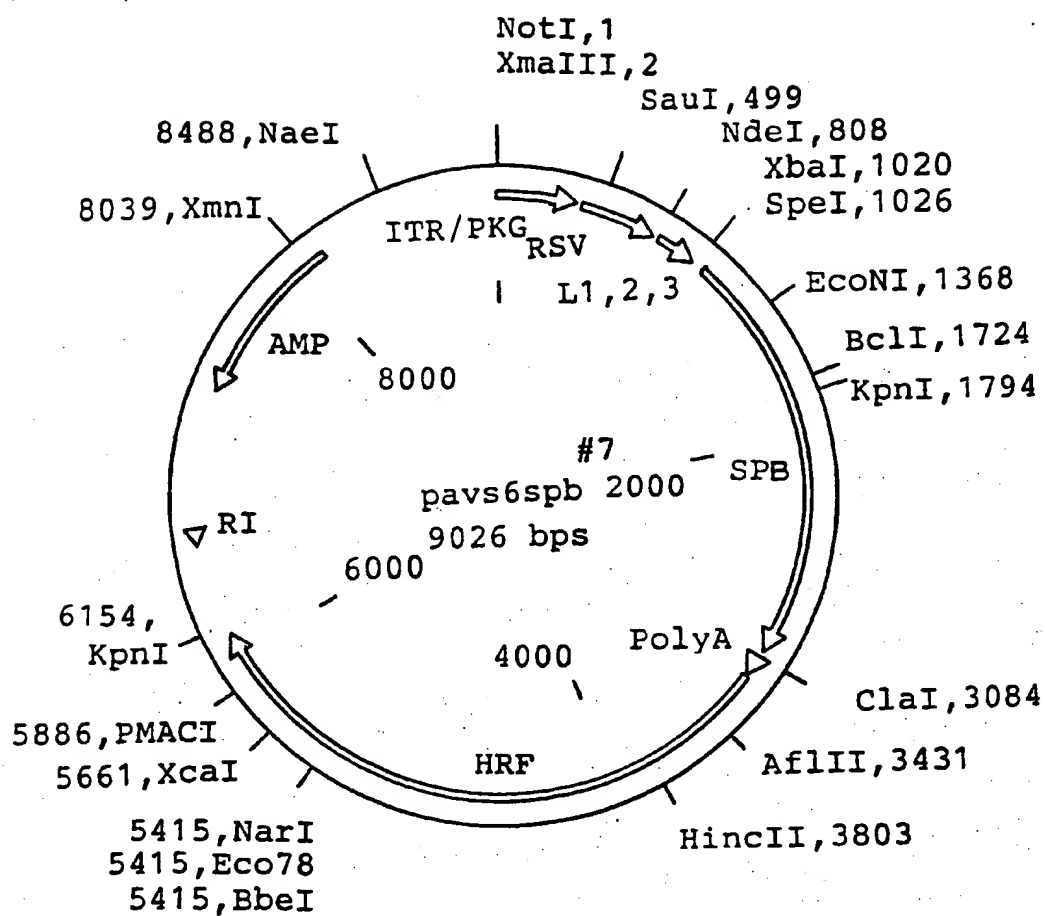 NotI,1
XmaIII,2
SauI,499
NdeI,808
XbaI,1020
SpeI,1026
8488,NaeI
8039,XmnI
ITR/PKG
RSV
L1,2,3
EcoNI,1368
BclI,1724
KpnI,1794
AMP
8000
#7
pavs6spb
2000
SPB
9026 bps
RI
6000
6154,
KpnI
PolyA
4000
ClaI,3084
5886,PMACI
5661,XcaI
HRF
AflII,3431
HincII,3803
5415,NarI
5415,Eco78
5415,BbeI